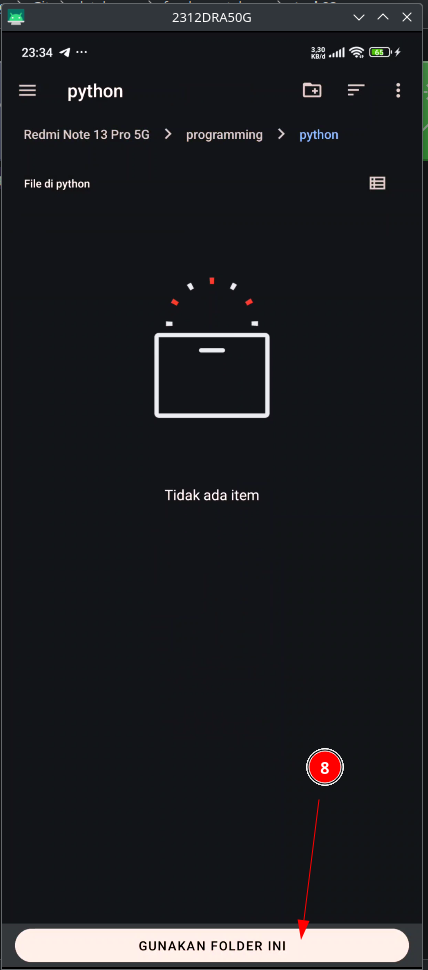 2312DRA50G
23:34
3,30
KB/d
65
python
Redmi Note 13 Pro 5G > programming > python
File di python
Tidak ada item
8
GUNAKAN FOLDER INI